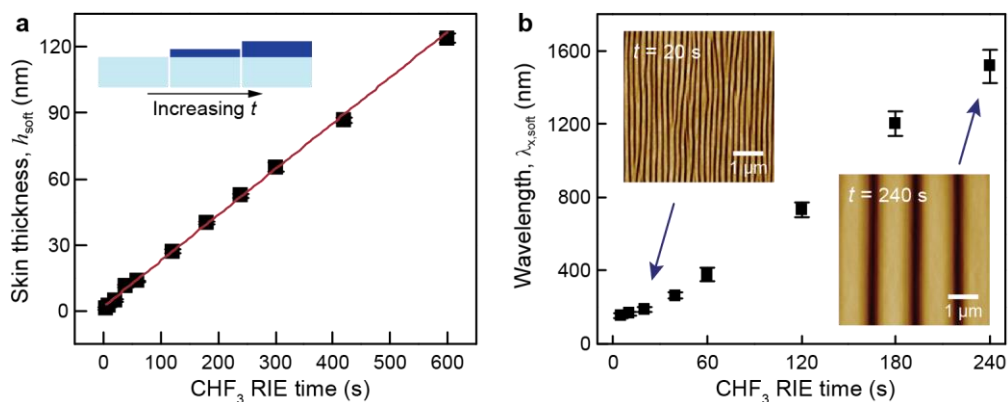 a
Skin thickness, h_soft (nm)
120
90
60
30
0
Increasing t
0 100 200 300 400 500 600
CHF₃ RIE time (s)
b
Wavelength, λ_x,soft (nm)
1600
1200
800
400
0
t = 20 s
1 μm
t = 240 s
1 μm
0 60 120 180 240
CHF₃ RIE time (s)